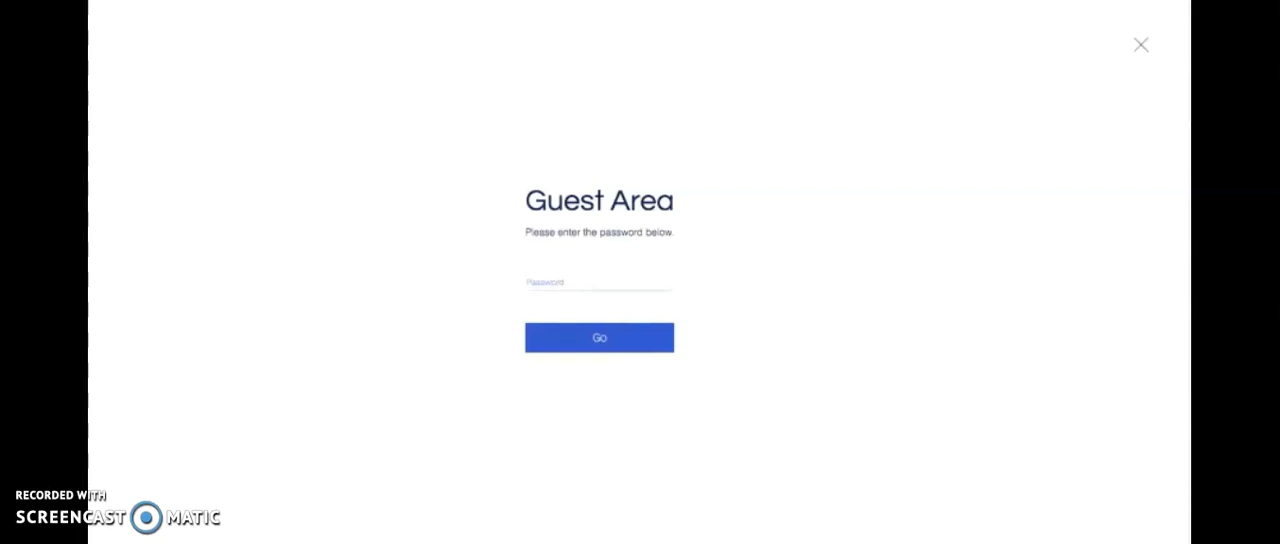 Guest Area
Please enter the password below.
Password
Go
RECORDED WITH
SCREENCAST MATIC